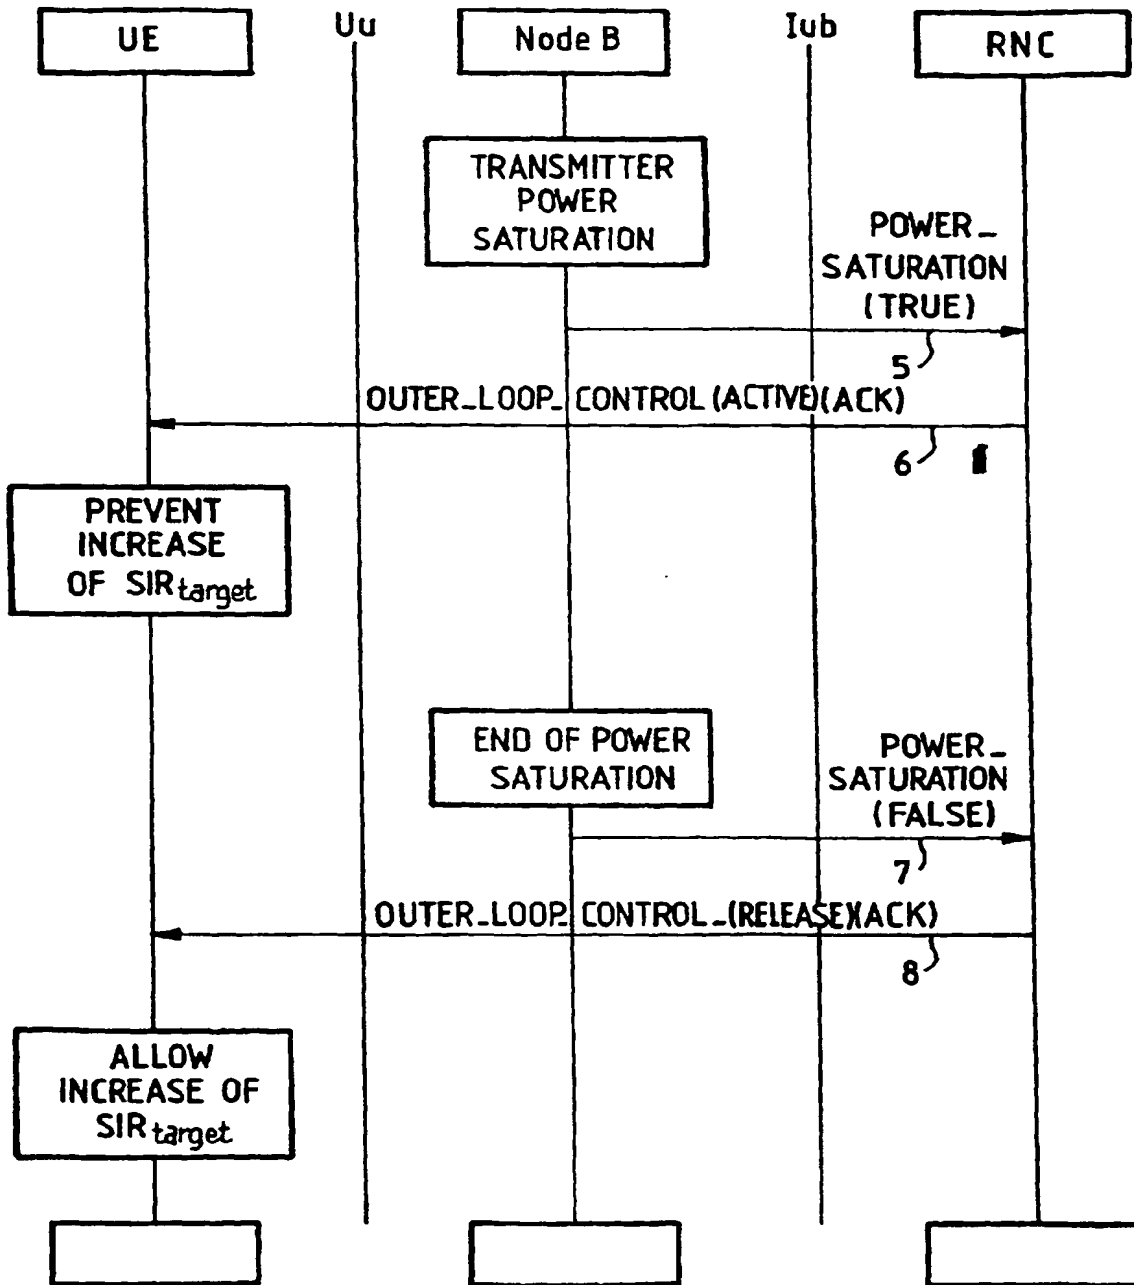 UE
Uu
Node B
Iub
RNC
TRANSMITTER
POWER
SATURATION
POWER_
SATURATION
(TRUE)
5
OUTER_LOOP_CONTROL (ACTIVE)(ACK)
6
PREVENT
INCREASE
OF SIRtarget
END OF POWER
SATURATION
POWER_
SATURATION
(FALSE)
7
OUTER_LOOP_CONTROL_(RELEASE)(ACK)
8
ALLOW
INCREASE OF
SIRtarget